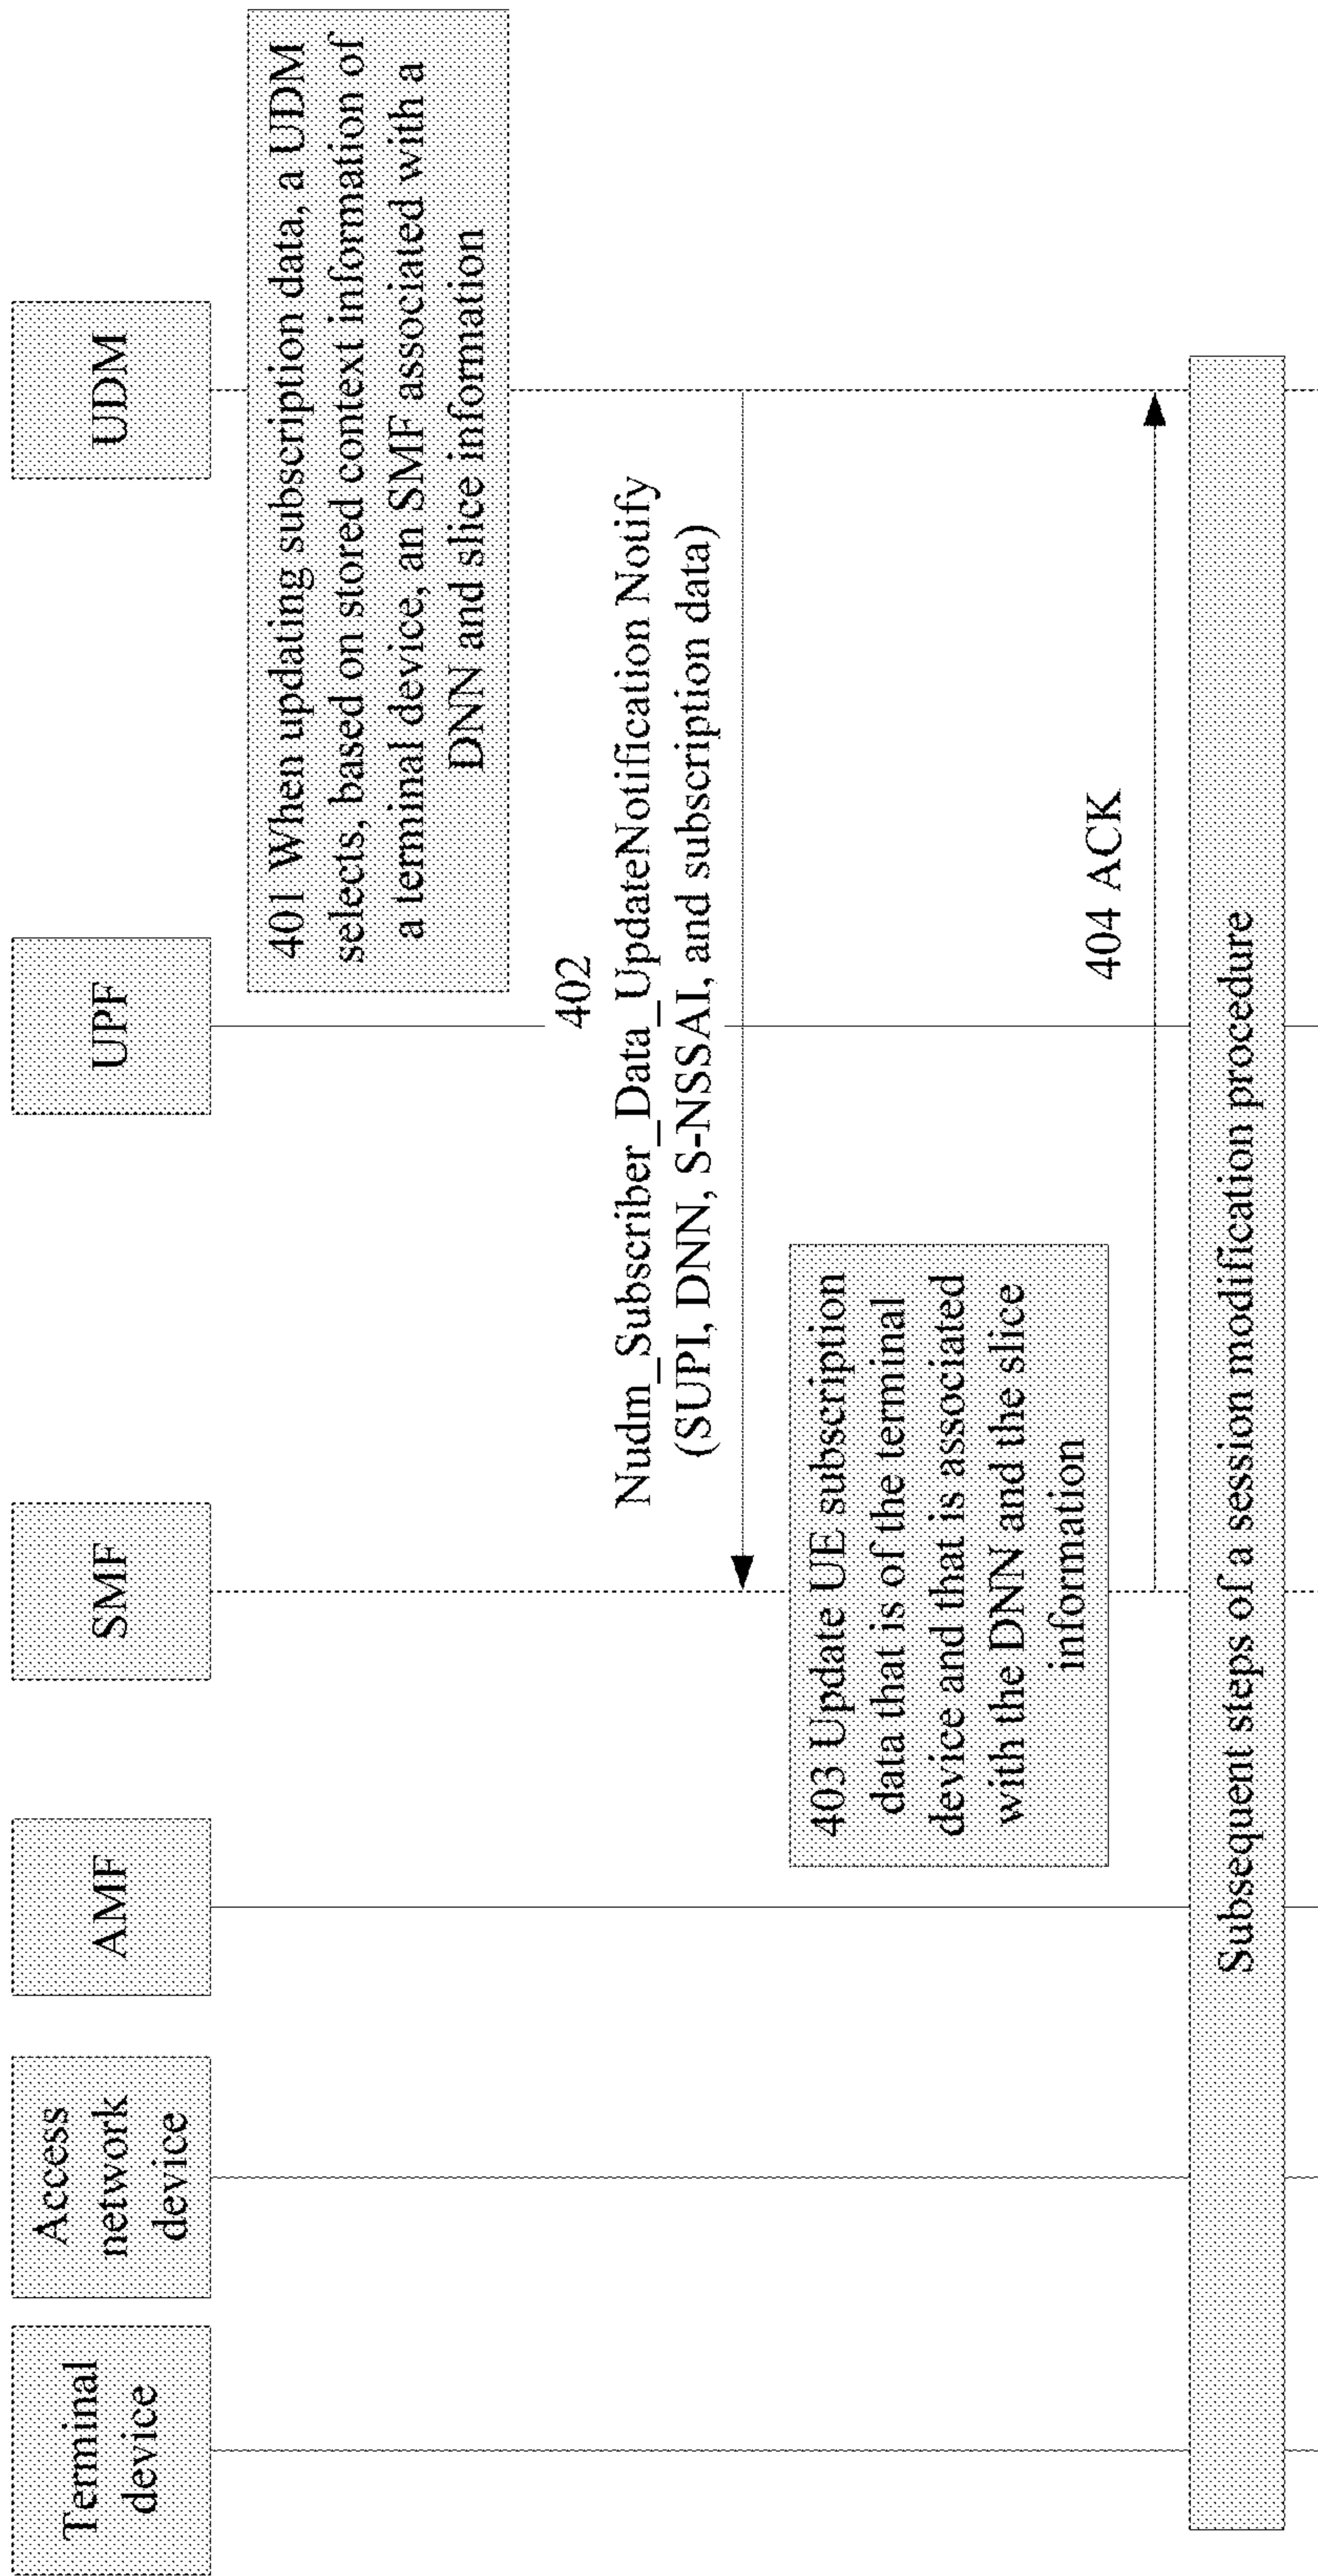 Terminal
device
Access
network
device
AMF
SMF
UPF
UDM
401 When updating subscription data, a UDM
selects, based on stored context information of
a terminal device, an SMF associated with a
DNN and slice information
402
Nudm_Subscriber_Data_UpdateNotification Notify
(SUPI, DNN, S-NSSAI, and subscription data)
403 Update UE subscription
data that is of the terminal
device and that is associated
with the DNN and the slice
information
404 ACK
Subsequent steps of a session modification procedure